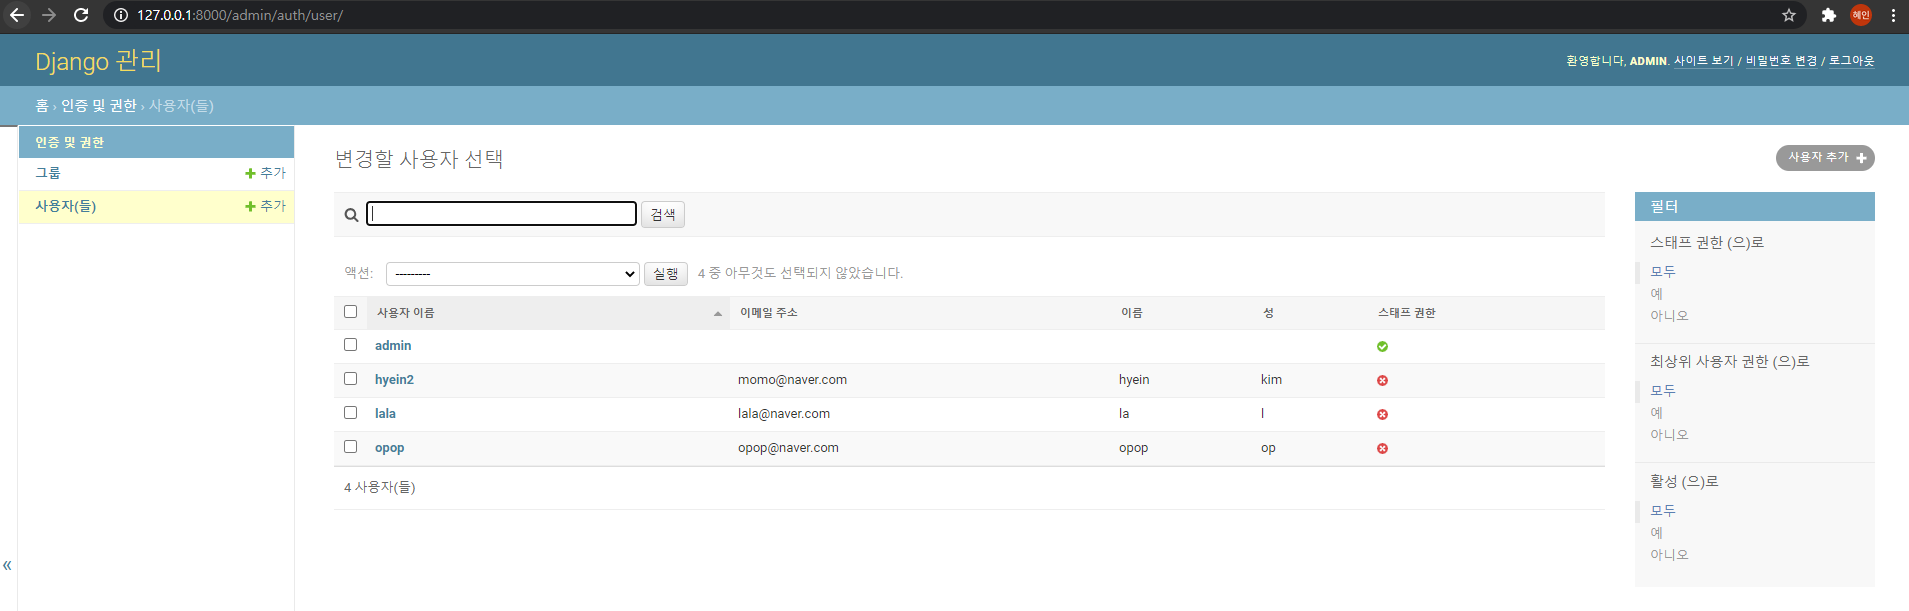 127.0.0.1:8000/admin/auth/user/
혜인
Django 관리
환영합니다, ADMIN. 사이트 보기 / 비밀번호 변경 / 로그아웃
홈 › 인증 및 권한 › 사용자(들)
인증 및 권한
그룹 + 추가
사용자(들) + 추가
«
변경할 사용자 선택
사용자 추가 +
검색
액션: --------- 실행 4 중 아무것도 선택되지 않았습니다.
사용자 이름 이메일 주소 이름 성 스태프 권한
admin
hyein2 momo@naver.com hyein kim
lala lala@naver.com la l
opop opop@naver.com opop op
4 사용자(들)
필터
스태프 권한 (으)로
모두
예
아니오
최상위 사용자 권한 (으)로
모두
예
아니오
활성 (으)로
모두
예
아니오